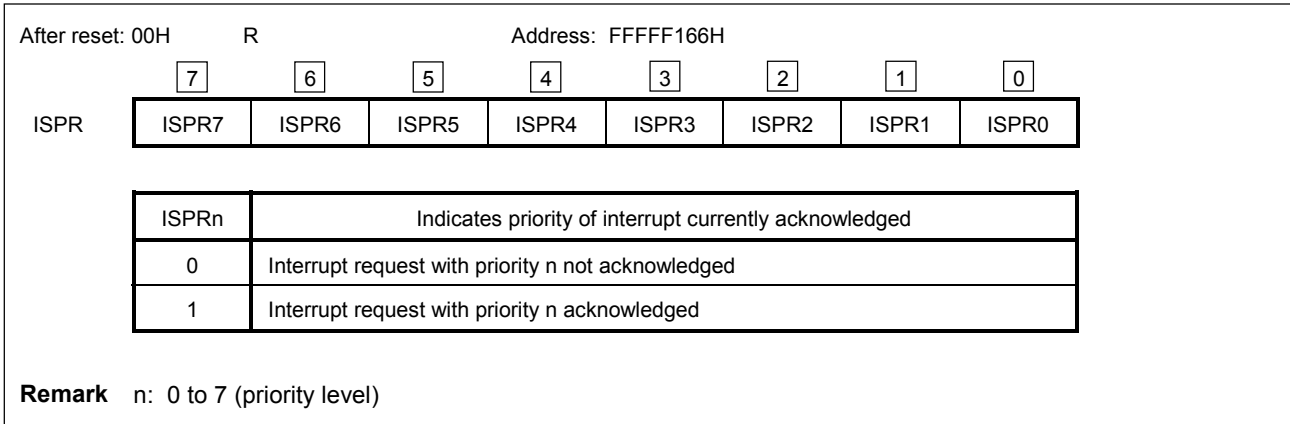 After reset: 00H R Address: FFFFF166H
7 6 5 4 3 2 1 0
ISPR ISPR7 ISPR6 ISPR5 ISPR4 ISPR3 ISPR2 ISPR1 ISPR0
ISPRn Indicates priority of interrupt currently acknowledged
0 Interrupt request with priority n not acknowledged
1 Interrupt request with priority n acknowledged
Remark n: 0 to 7 (priority level)